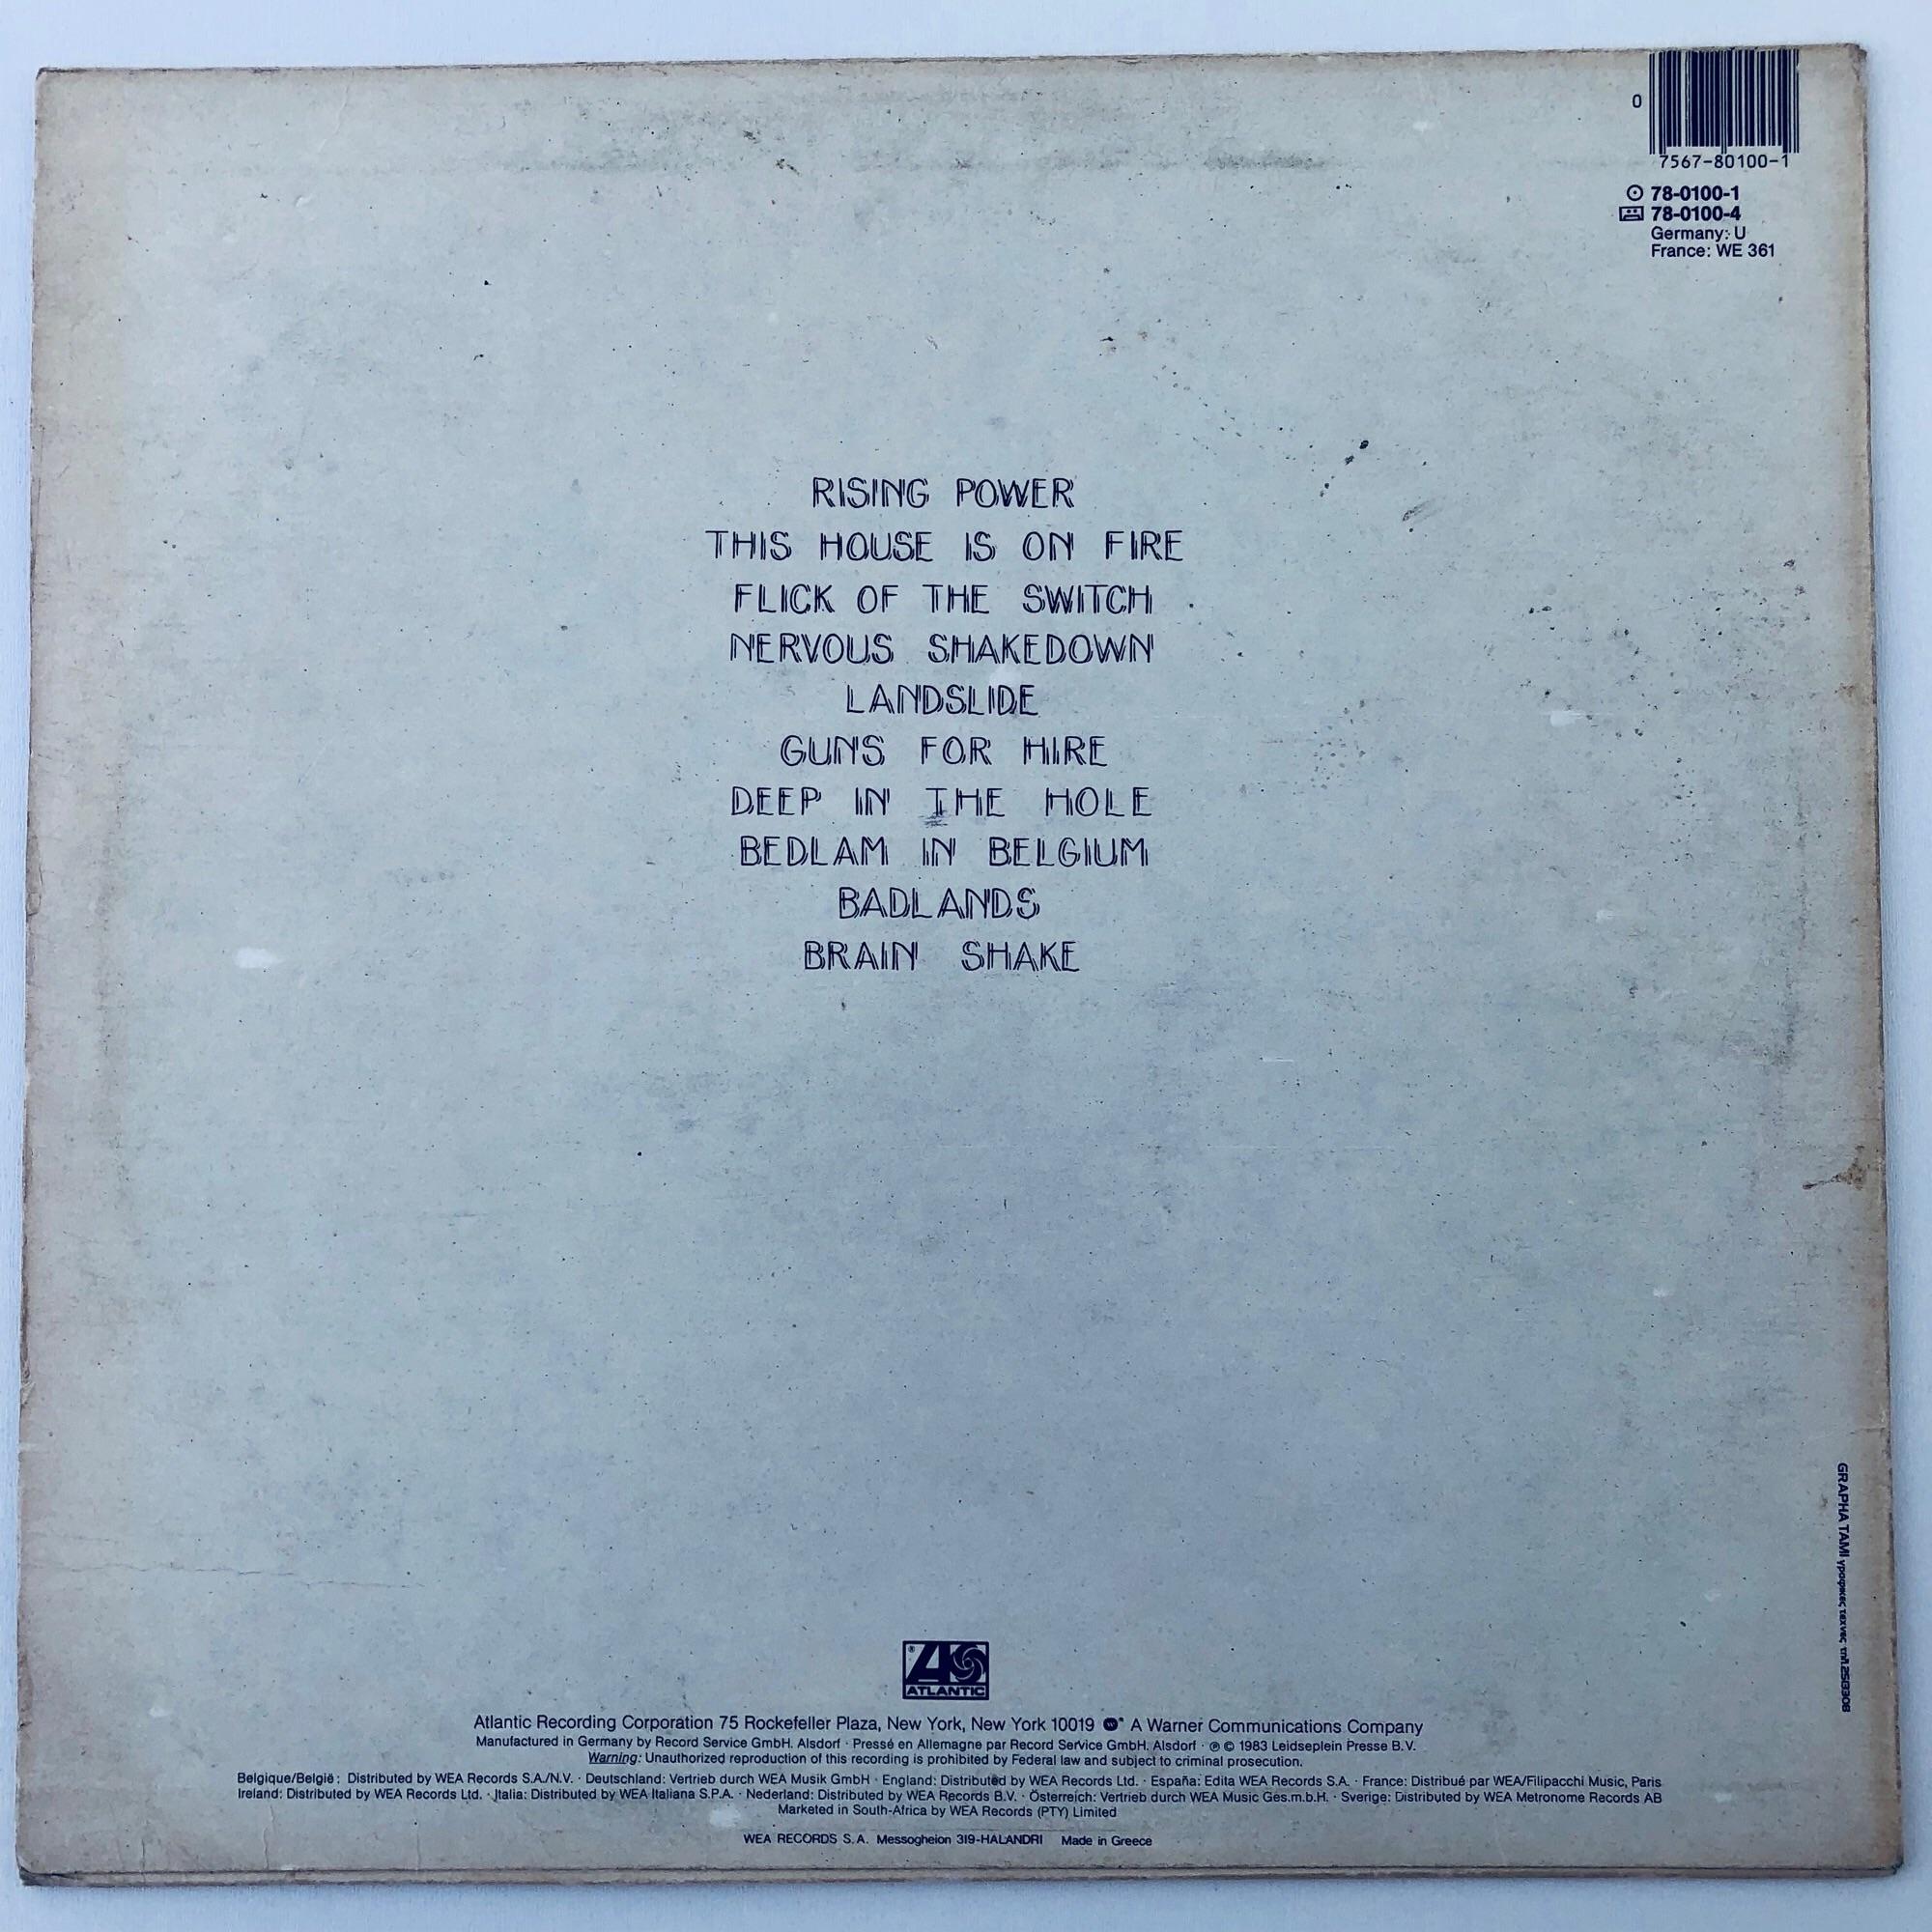 0
7567-80100-1
78-0100-1
78-0100-4
Germany: U
France: WE 361
RISING POWER
THIS HOUSE IS ON FIRE
FLICK OF THE SWITCH
NERVOUS SHAKEDOWN
LANDSLIDE
GUNS FOR HIRE
DEEP IN THE HOLE
BEDLAM IN BELGIUM
BADLANDS
BRAIN SHAKE
GRAPHA TAMI γραφικες τεχνες τηλ.
ATLANTIC
Atlantic Recording Corporation 75 Rockefeller Plaza, New York, New York 10019 A Warner Communications Company
Manufactured in Germany by Record Service GmbH. Alsdorf · Pressé en Allemagne par Record Service GmbH. Alsdorf · ℗ © 1983 Leidseplein Presse B.V.
Warning: Unauthorized reproduction of this recording is prohibited by Federal law and subject to criminal prosecution.
Belgique/België: Distributed by WEA Records S.A./N.V. · Deutschland: Vertrieb durch WEA Musik GmbH · England: Distributed by WEA Records Ltd. · España: Edita WEA Records S.A. · France: Distribué par WEA/Filipacchi Music, Paris
Ireland: Distributed by WEA Records Ltd. · Italia: Distributed by WEA Italiana S.P.A. · Nederland: Distributed by WEA Records B.V. · Österreich: Vertrieb durch WEA Music Ges.m.b.H. · Sverige: Distributed by WEA Metronome Records AB
Marketed in South-Africa by WEA Records (PTY) Limited
WEA RECORDS S.A. Messogheion 319-HALANDRI Made in Greece